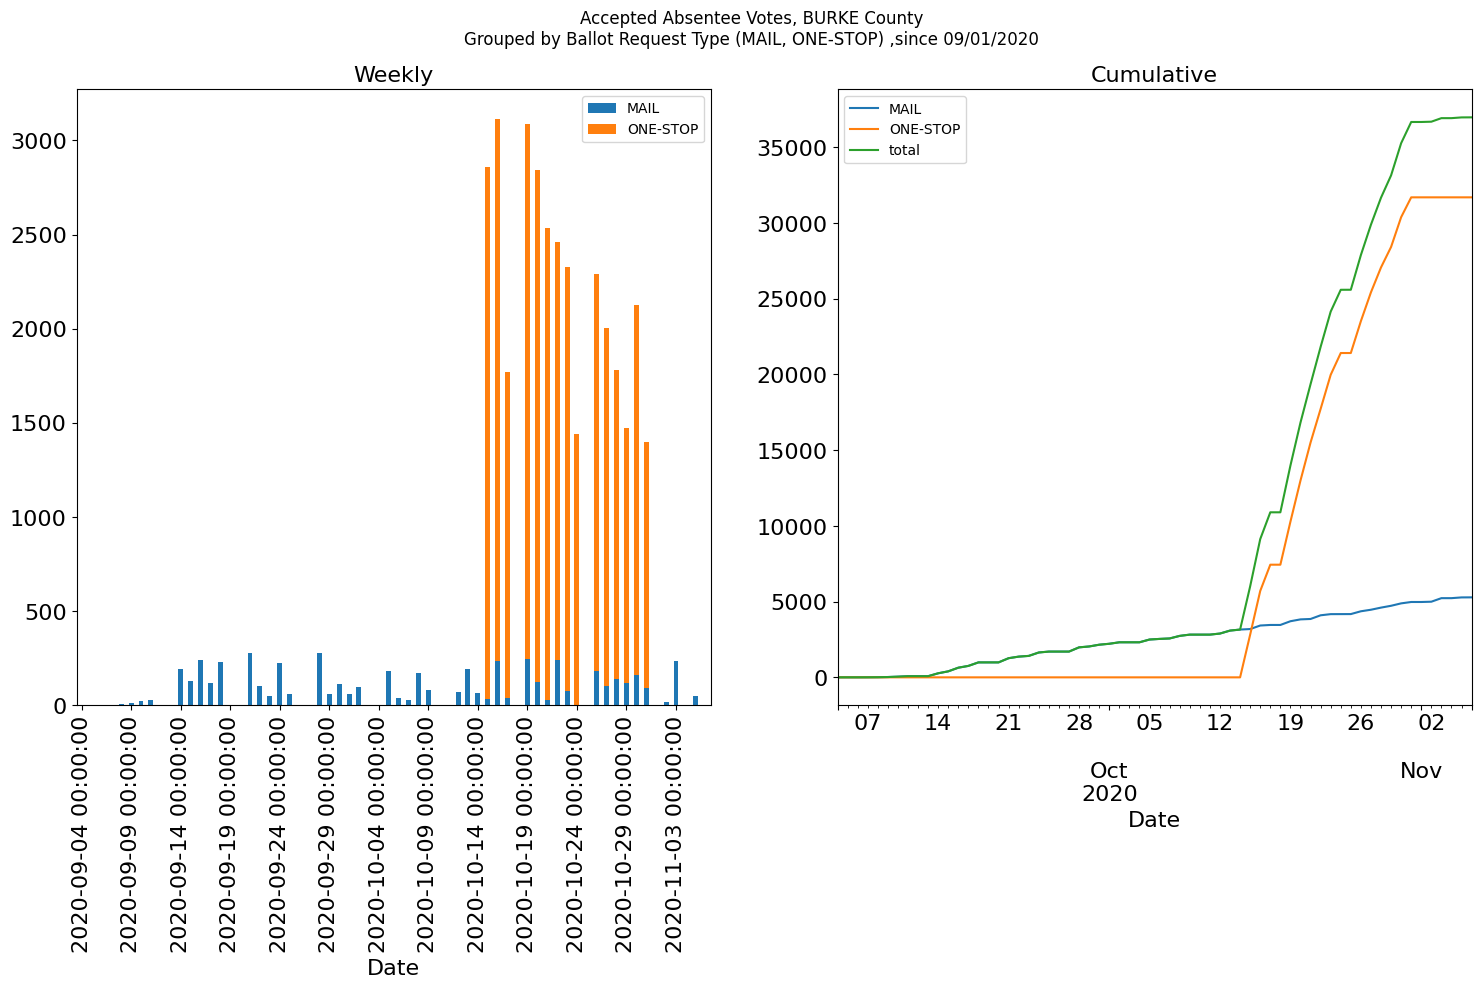 Accepted Absentee Votes, BURKE County
Grouped by Ballot Request Type (MAIL, ONE-STOP) ,since 09/01/2020
Weekly
MAIL
ONE-STOP
3000
2500
2000
1500
1000
500
0
2020-09-04 00:00:00
2020-09-09 00:00:00
2020-09-14 00:00:00
2020-09-19 00:00:00
2020-09-24 00:00:00
2020-09-29 00:00:00
2020-10-04 00:00:00
2020-10-09 00:00:00
2020-10-14 00:00:00
2020-10-19 00:00:00
2020-10-24 00:00:00
2020-10-29 00:00:00
2020-11-03 00:00:00
Date
Cumulative
MAIL
ONE-STOP
total
35000
30000
25000
20000
15000
10000
5000
0
07 14 21 28 05 12 19 26 02
Oct Nov
2020
Date